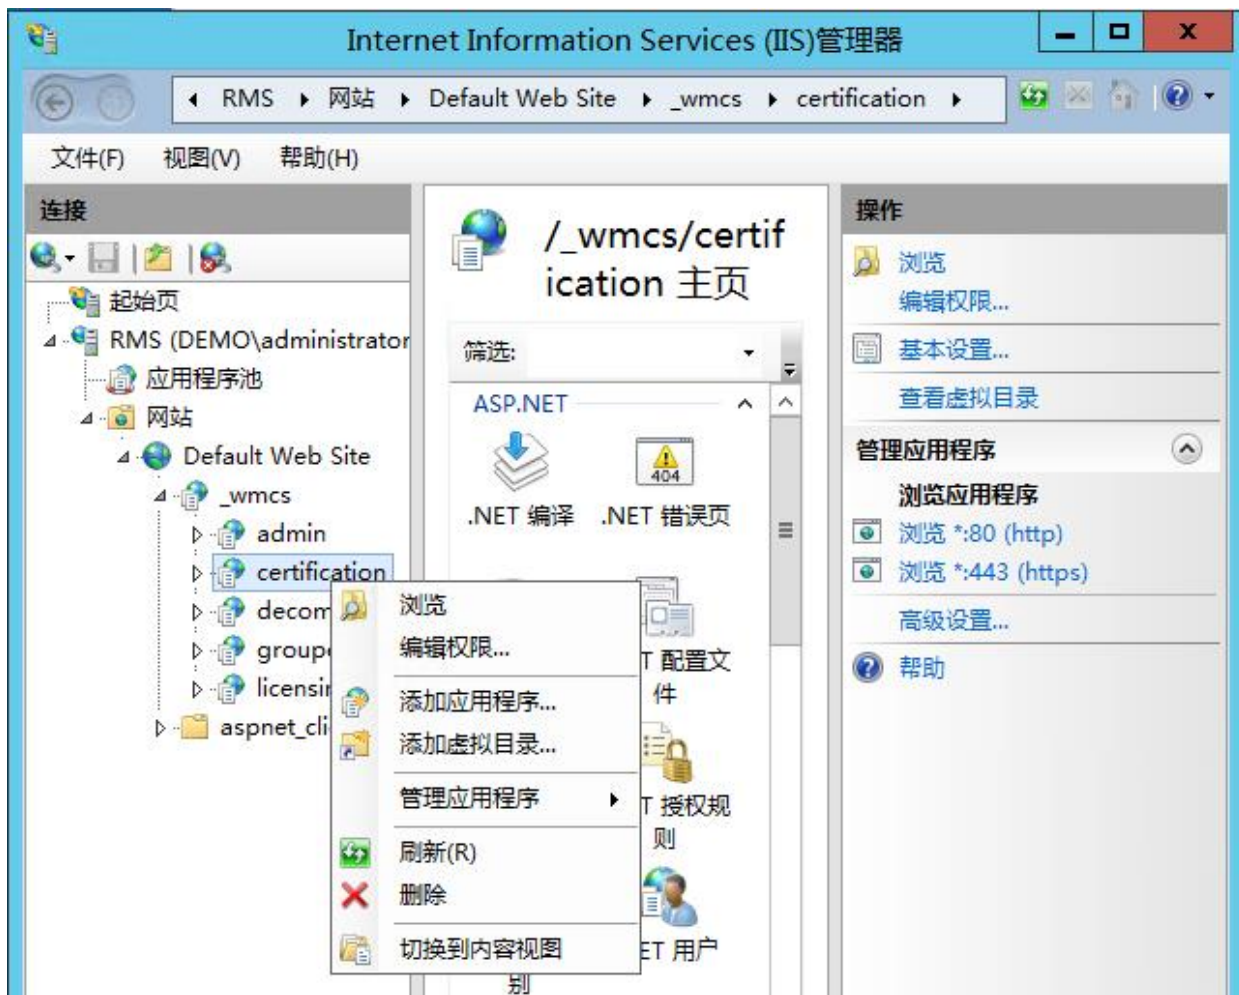 Internet Information Services (IIS)管理器
RMS 网站 Default Web Site _wmcs certification
文件(F) 视图(V) 帮助(H)
连接
起始页
RMS (DEMO\administrator
应用程序池
网站
Default Web Site
_wmcs
admin
certification
decom
group
licensin
aspnet_cli
/_wmcs/certif
ication 主页
筛选:
ASP.NET
404
.NET 编译 .NET 错误页
T 配置文
件
T 授权规
则
ET 用户
别
浏览
编辑权限...
添加应用程序...
添加虚拟目录...
管理应用程序
刷新(R)
删除
切换到内容视图
操作
浏览
编辑权限...
基本设置...
查看虚拟目录
管理应用程序
浏览应用程序
浏览 *:80 (http)
浏览 *:443 (https)
高级设置...
帮助